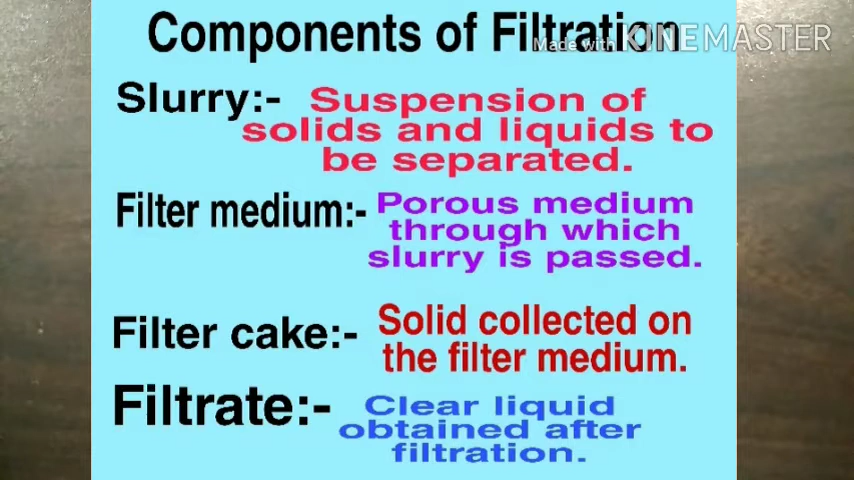 Components of Filtration
Made with KINEMASTER
Slurry:- Suspension of
solids and liquids to
be separated.
Filter medium:- Porous medium
through which
slurry is passed.
Filter cake:- Solid collected on
the filter medium.
Filtrate:- Clear liquid
obtained after
filtration.